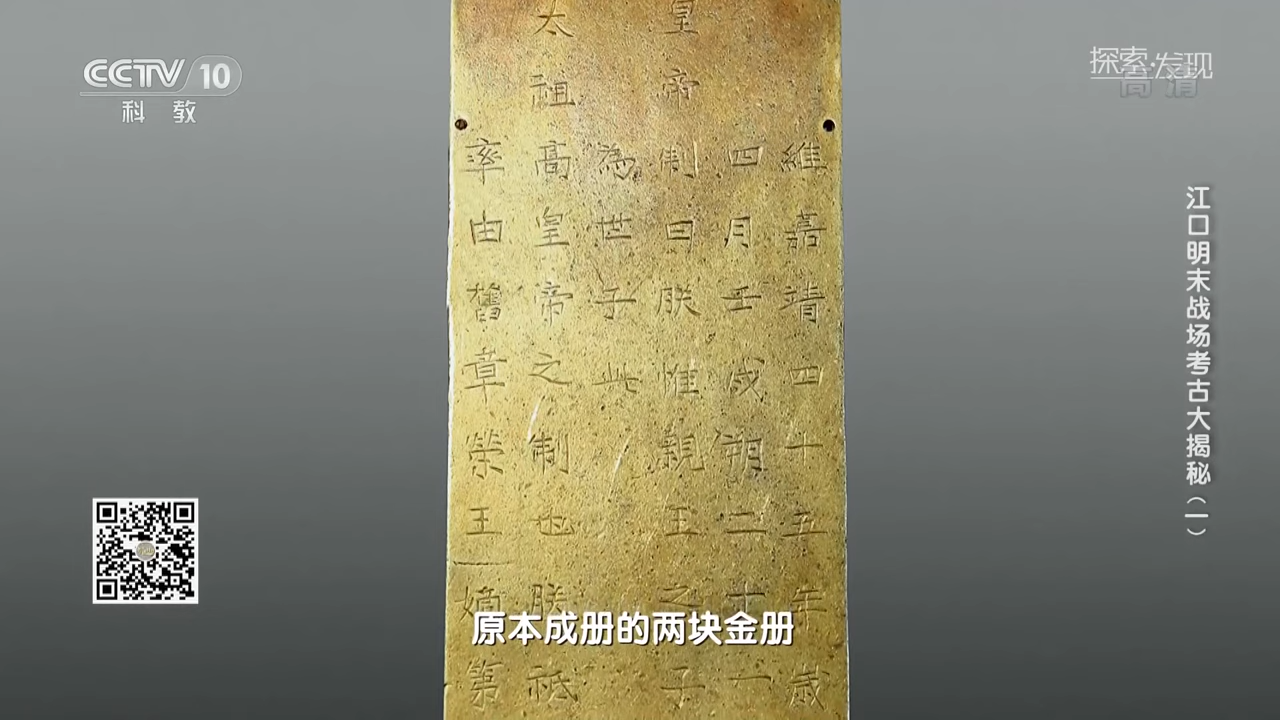 CCTV 10
科教
探索·发现
高清
江口明末战场考古大揭秘（一）
維嘉靖四十五年歲
四月壬戌朔二十一
皇帝制曰朕惟親王之子
為世子此
太祖高皇帝之制也朕祗
率由舊章榮王嫡第
原本成册的两块金册